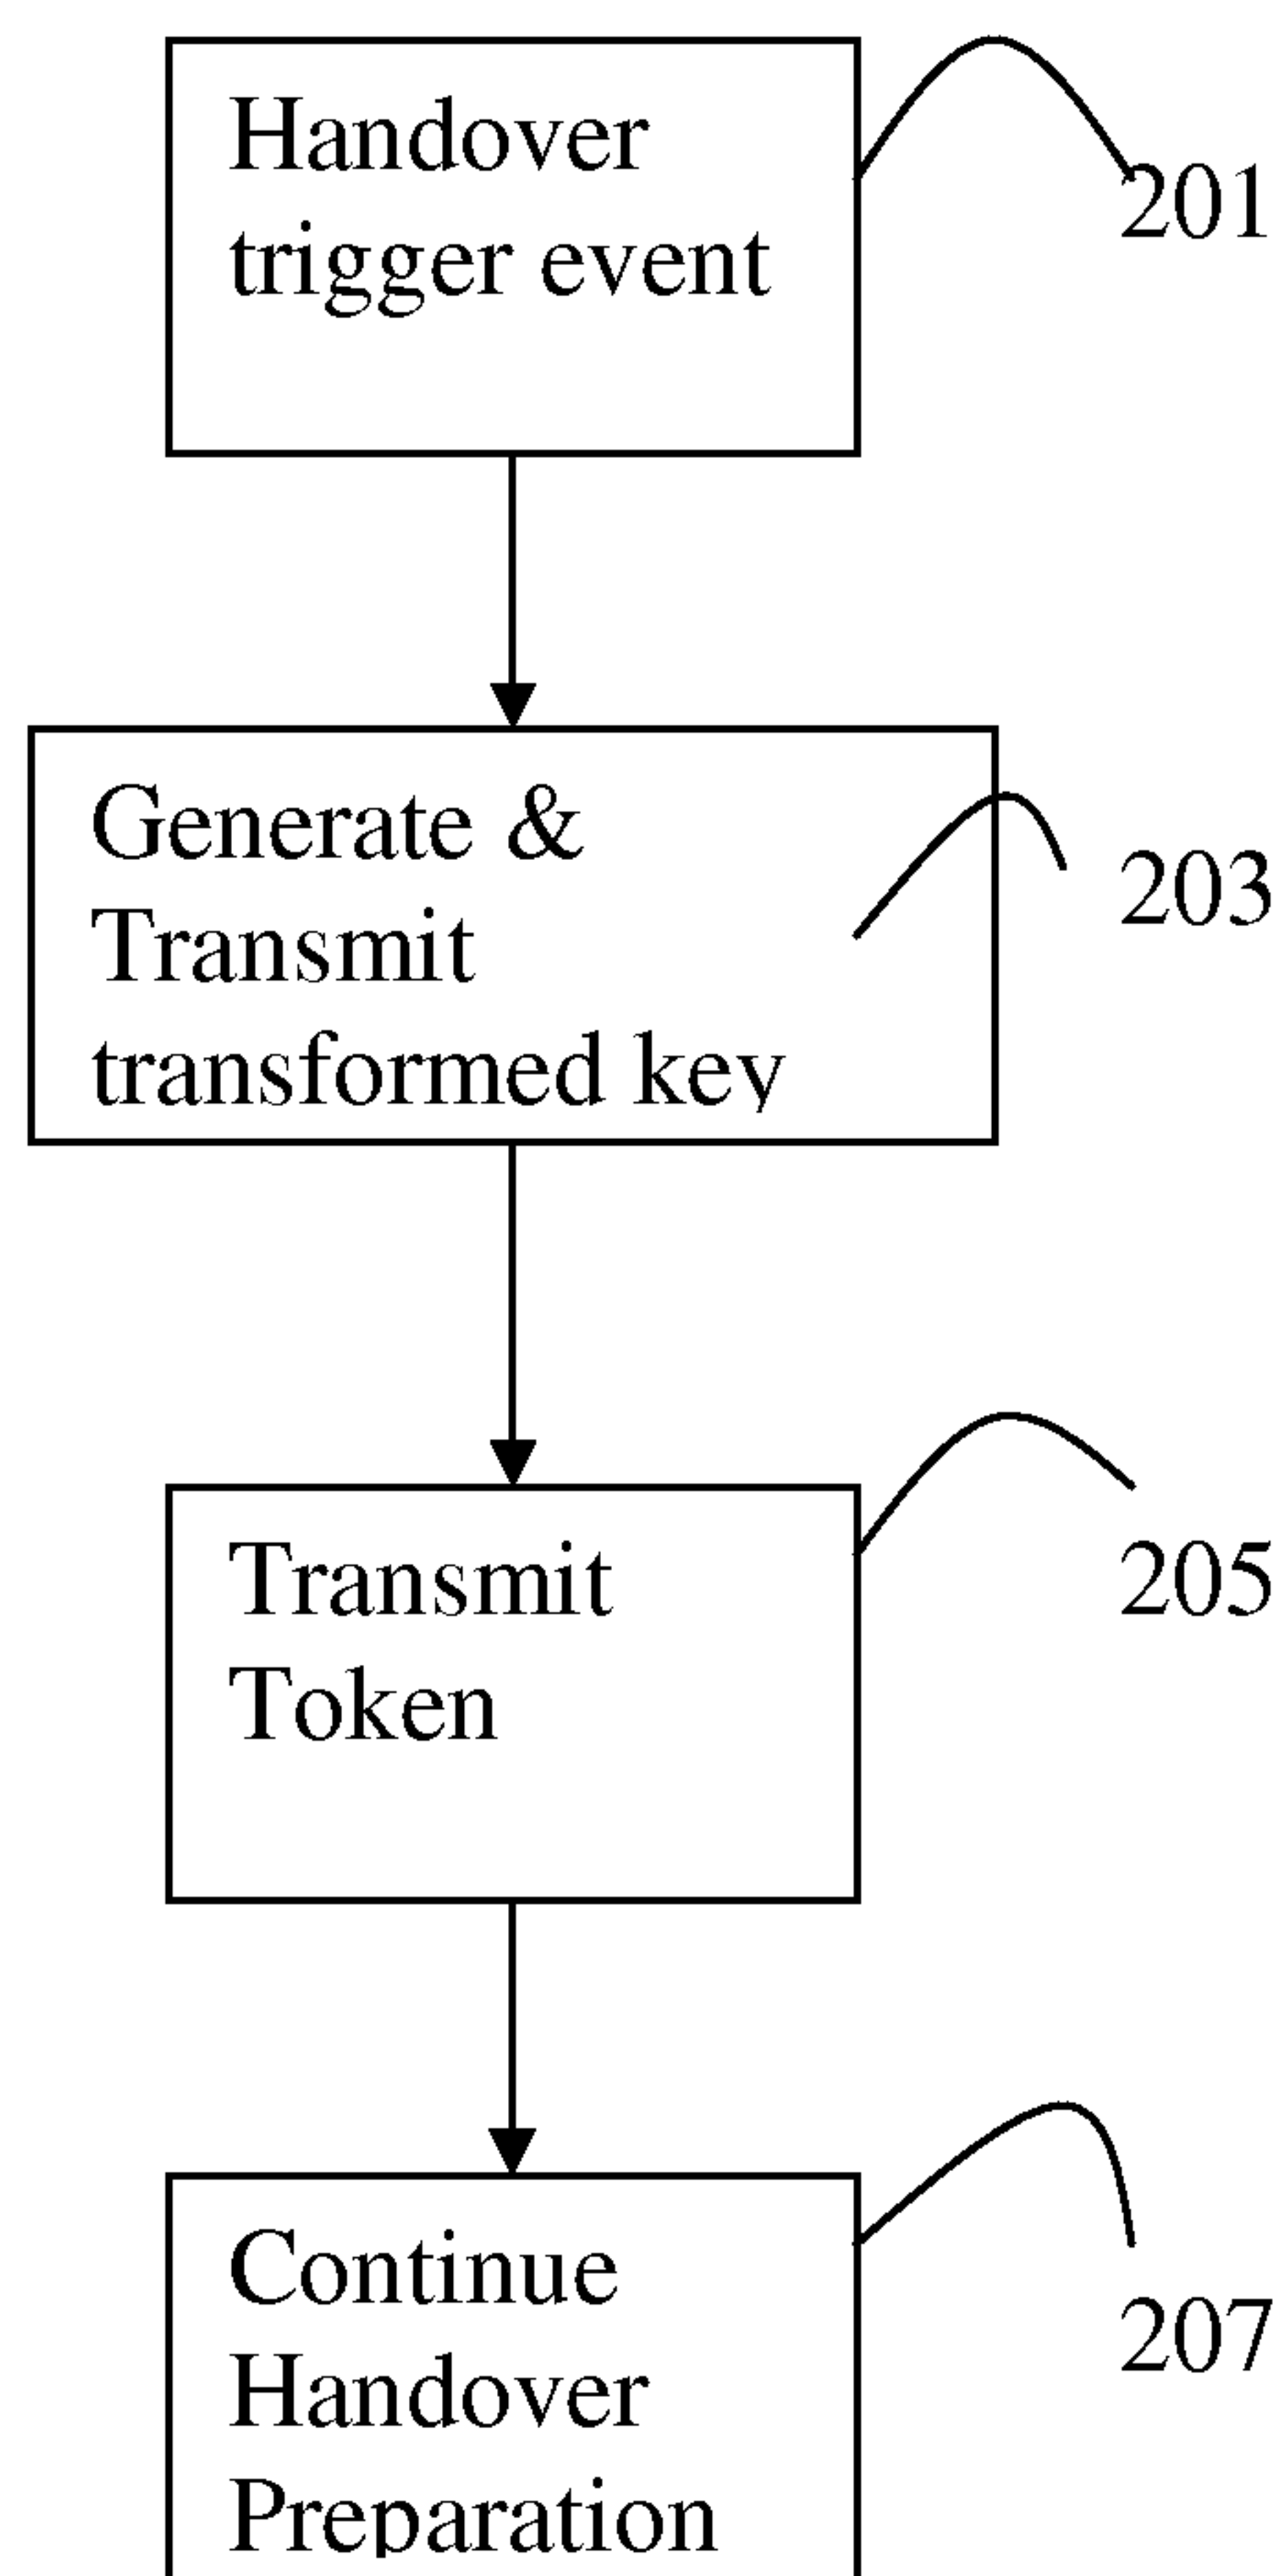 Handover
trigger event
201
Generate &
Transmit
transformed key
203
Transmit
Token
205
Continue
Handover
Preparation
207